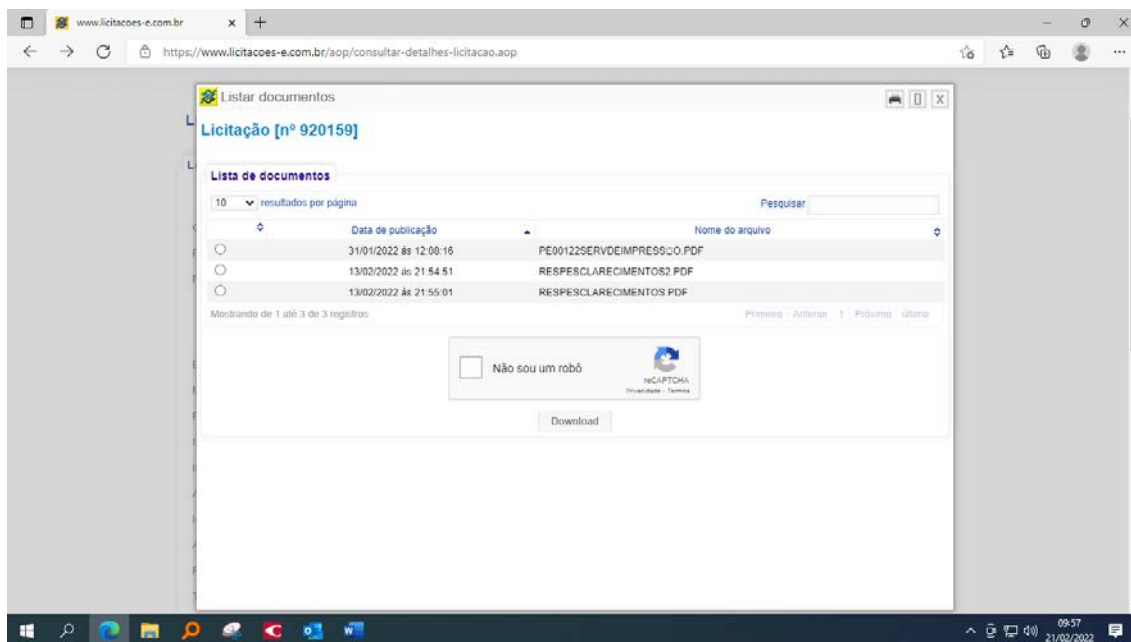 www.licitacoes-e.com.br
https://www.licitacoes-e.com.br/aop/consultar-detalhes-licitacao.aop
Listar documentos
Licitação [nº 920159]
Lista de documentos
10 resultados por página Pesquisar
Data de publicação Nome do arquivo
31/01/2022 às 12:08:16 PE00122SERVDEIMPRESS□O.PDF
13/02/2022 às 21:54:51 RESPESCLARECIMENTOS2.PDF
13/02/2022 às 21:55:01 RESPESCLARECIMENTOS.PDF
Mostrando de 1 até 3 de 3 registros Primeiro Anterior 1 Próximo último
Não sou um robô
reCAPTCHA
Privacidade - Termos
Download
09:57
21/02/2022